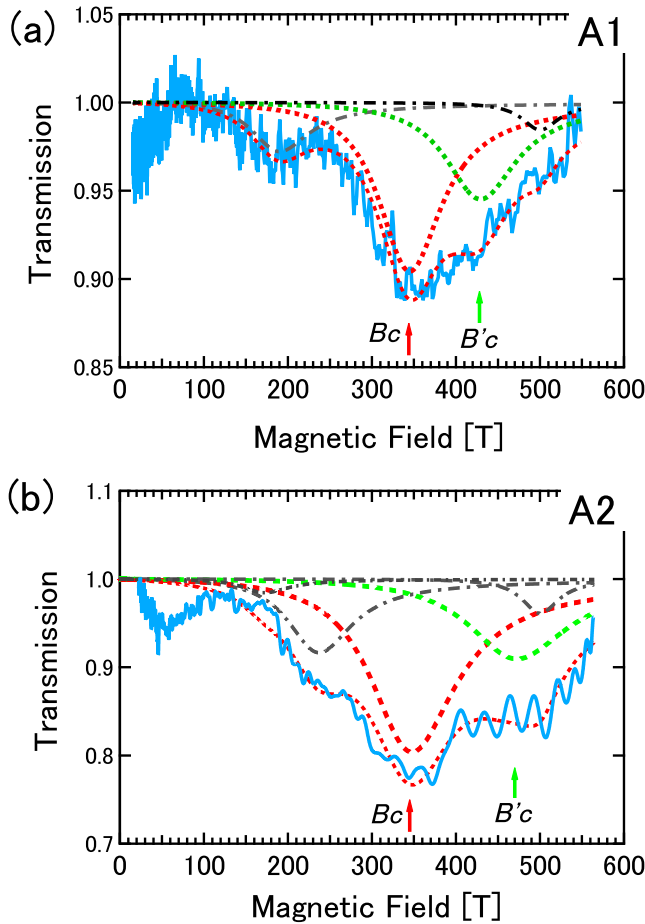 (a)
A1
1.05
1.00
0.95
0.90
0.85
Transmission
Bc
B'c
0 100 200 300 400 500 600
Magnetic Field [T]
(b)
A2
1.1
1.0
0.9
0.8
0.7
Transmission
Bc
B'c
0 100 200 300 400 500 600
Magnetic Field [T]